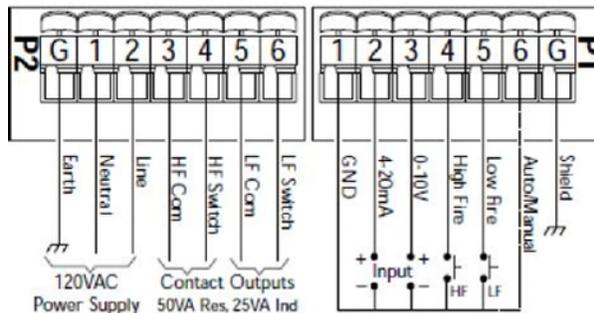 P2
G 1 2 3 4 5 6
1 2 3 4 5 6 G
P1
Earth
Neutral
Line
HF Com
HF Switch
LF Com
LF Switch
GND
4-20mA
0-10V
High Fire
Low Fire
Auto/Manual
Shield
+ Input +
− −
HF
LF
120VAC
Power Supply
Contact Outputs
50VA Res, 25VA Ind